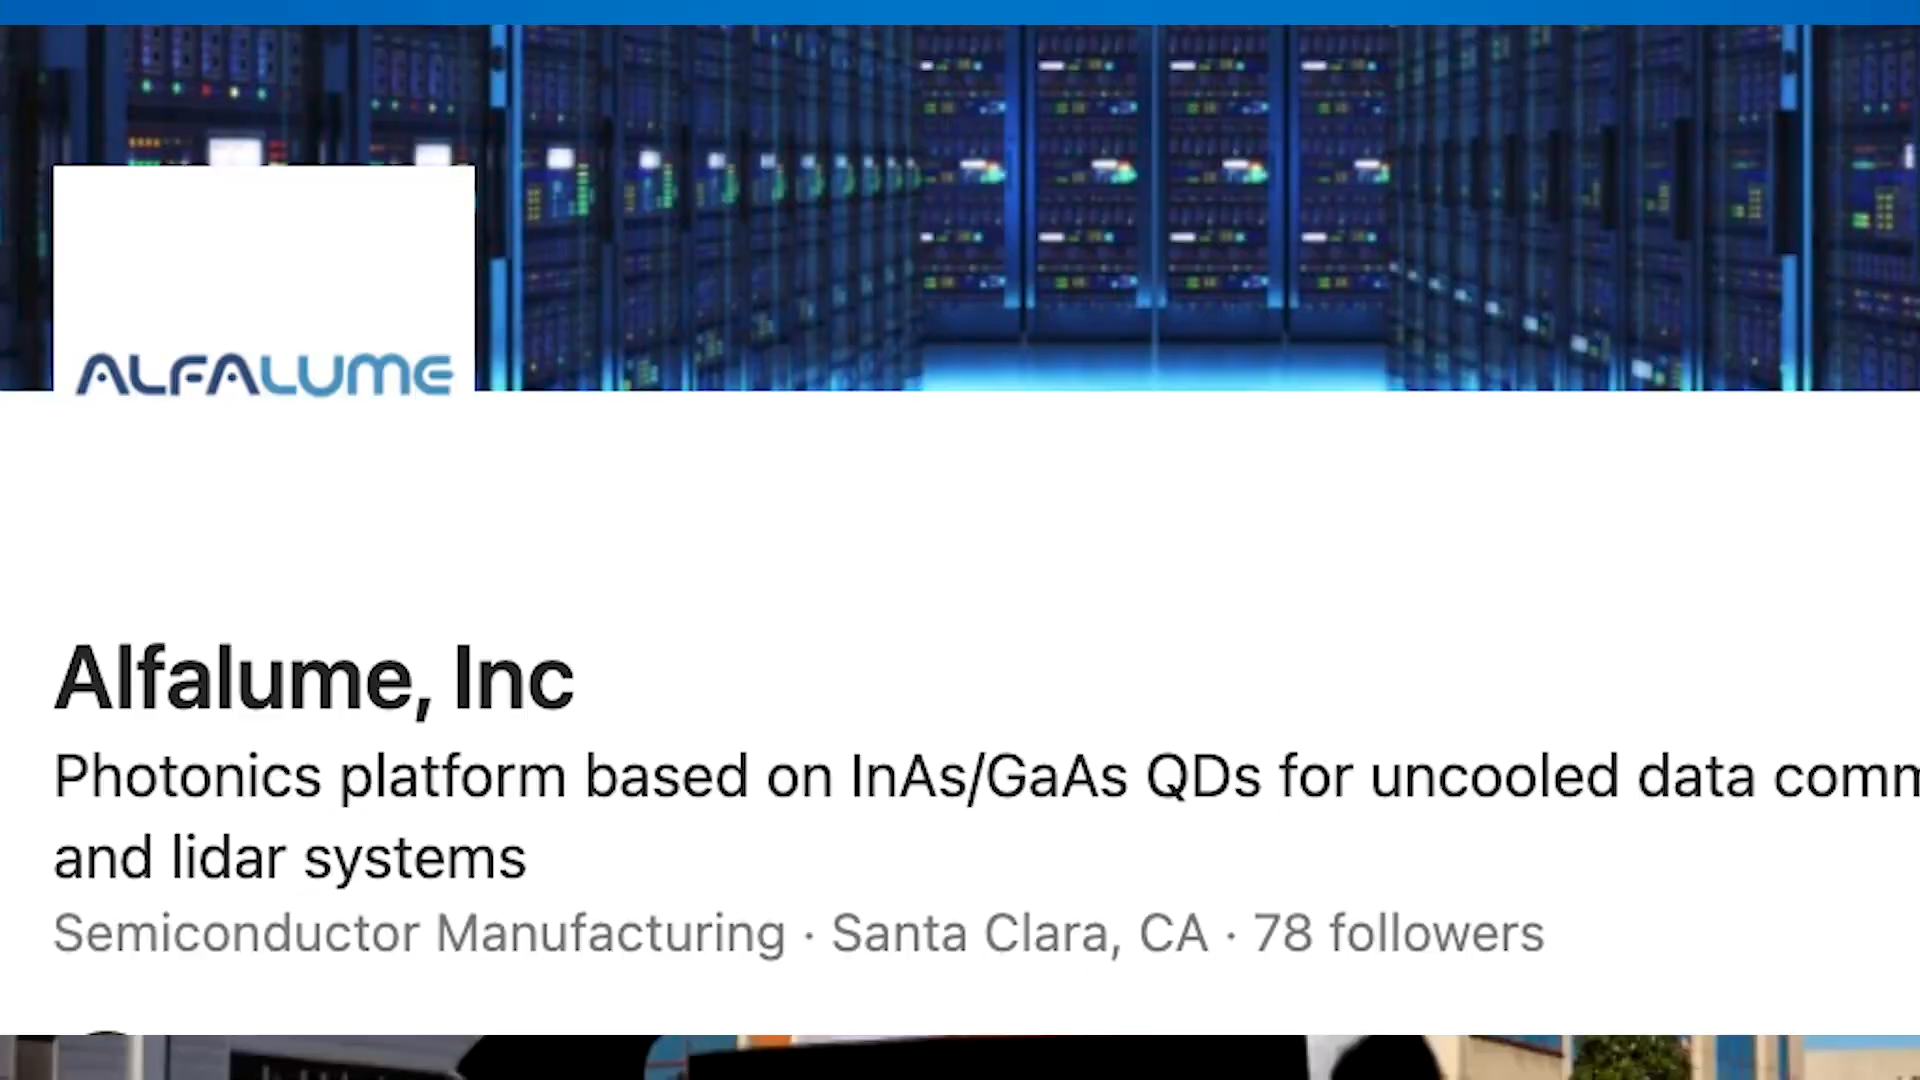 ALFALUME
Alfalume, Inc
Photonics platform based on InAs/GaAs QDs for uncooled data comm
and lidar systems
Semiconductor Manufacturing · Santa Clara, CA · 78 followers